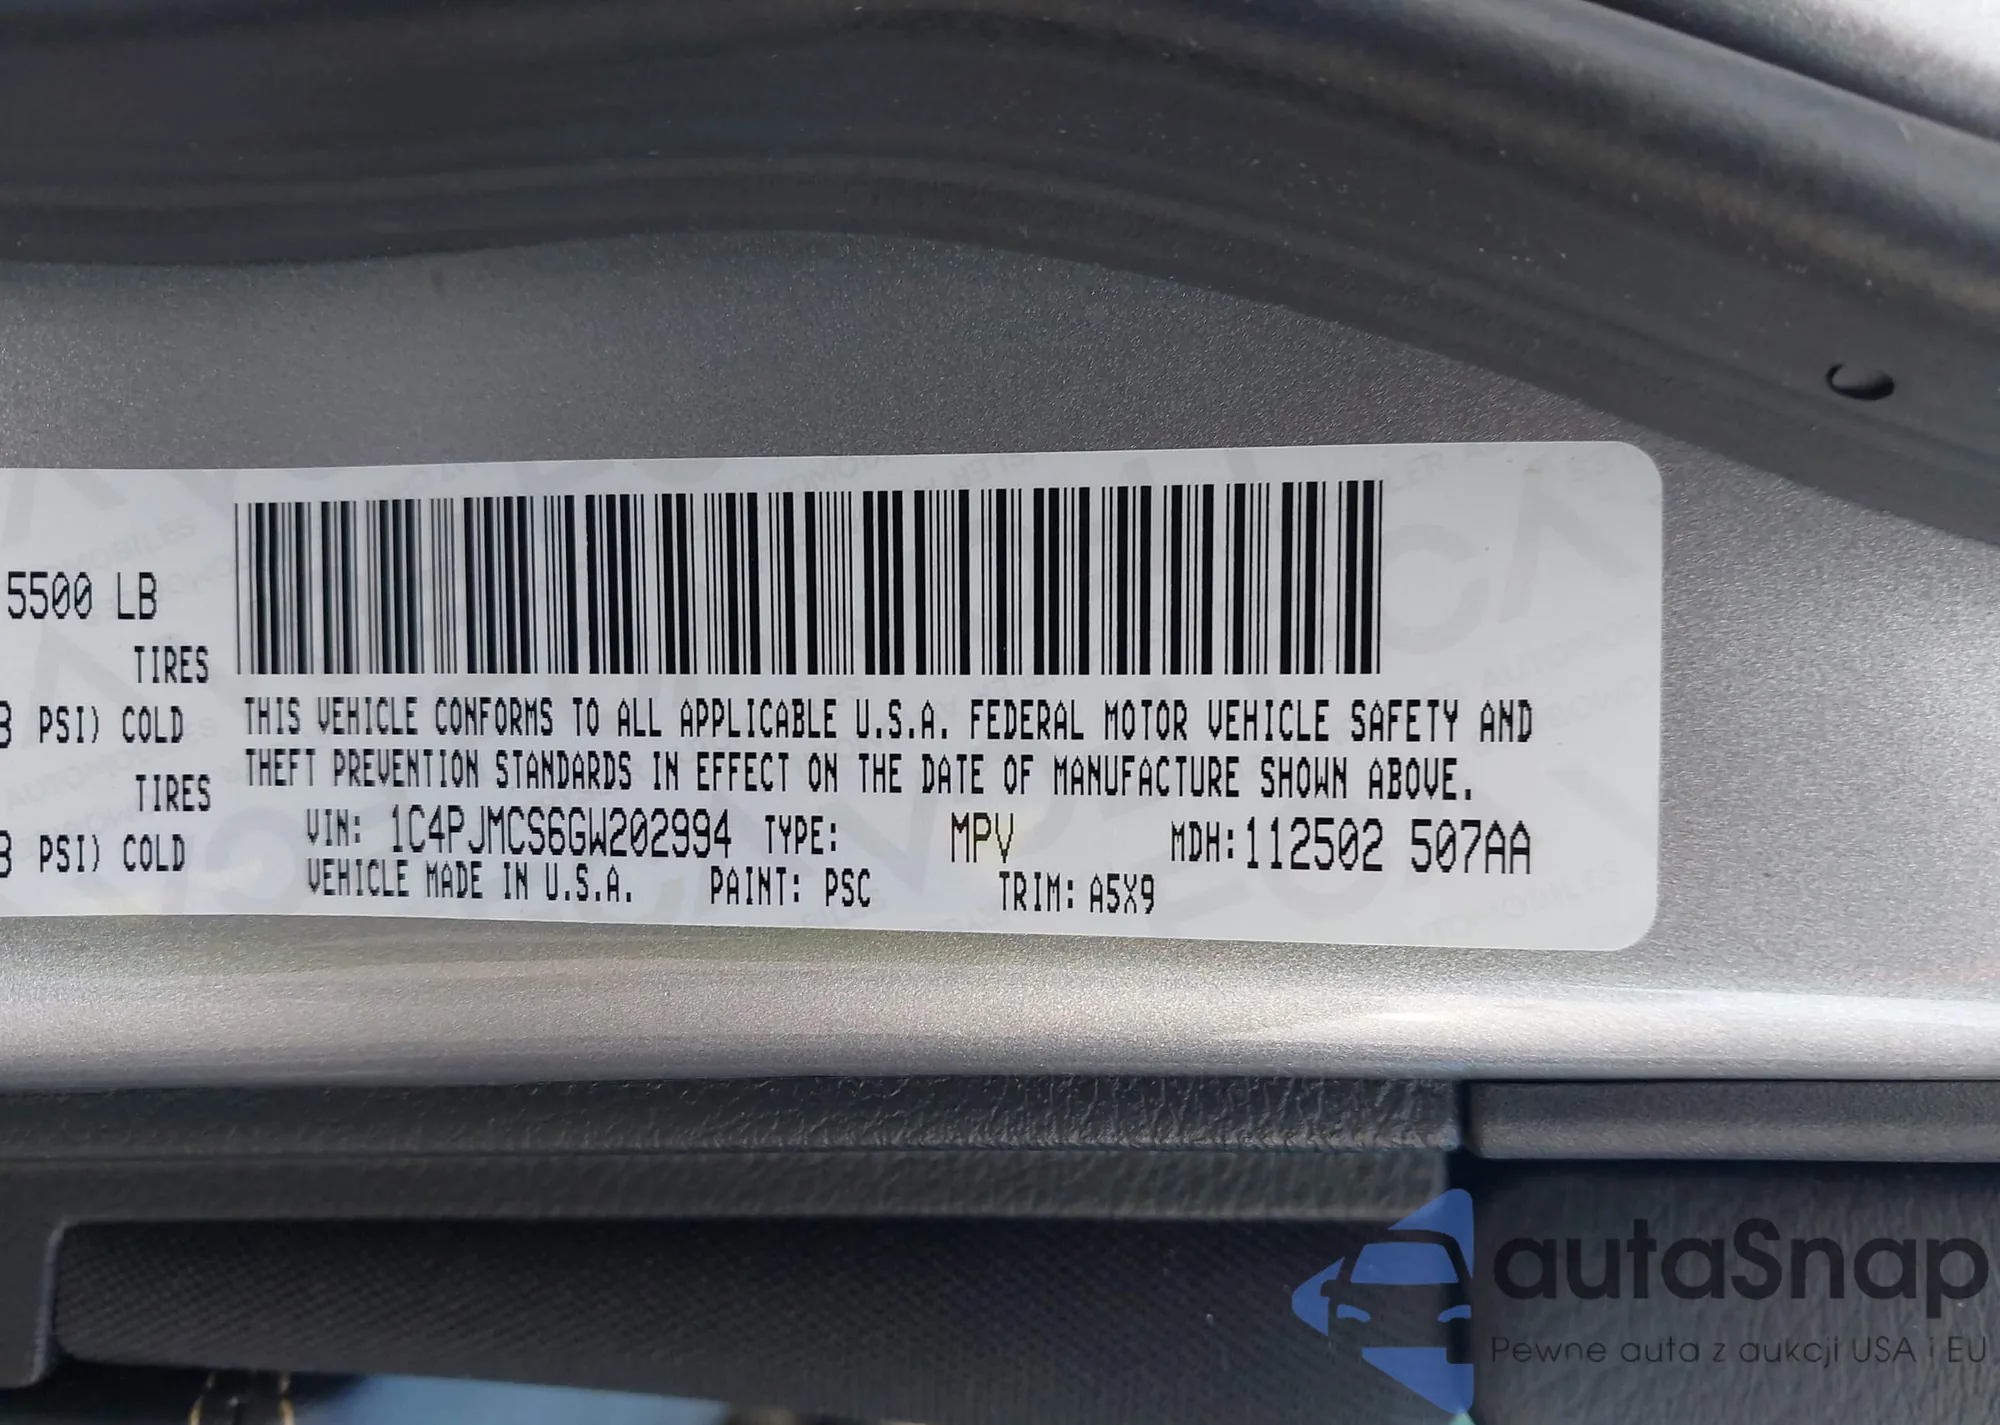 5500 LB
TIRES
PSI) COLD
TIRES
PSI) COLD
THIS VEHICLE CONFORMS TO ALL APPLICABLE U.S.A. FEDERAL MOTOR VEHICLE SAFETY AND
THEFT PREVENTION STANDARDS IN EFFECT ON THE DATE OF MANUFACTURE SHOWN ABOVE.
VIN: 1C4PJMCS6GW202994 TYPE: MPV MDH:112502 507AA
VEHICLE MADE IN U.S.A. PAINT: PSC TRIM: A5X9
autaSnap
Pewne auta z aukcji USA i EU